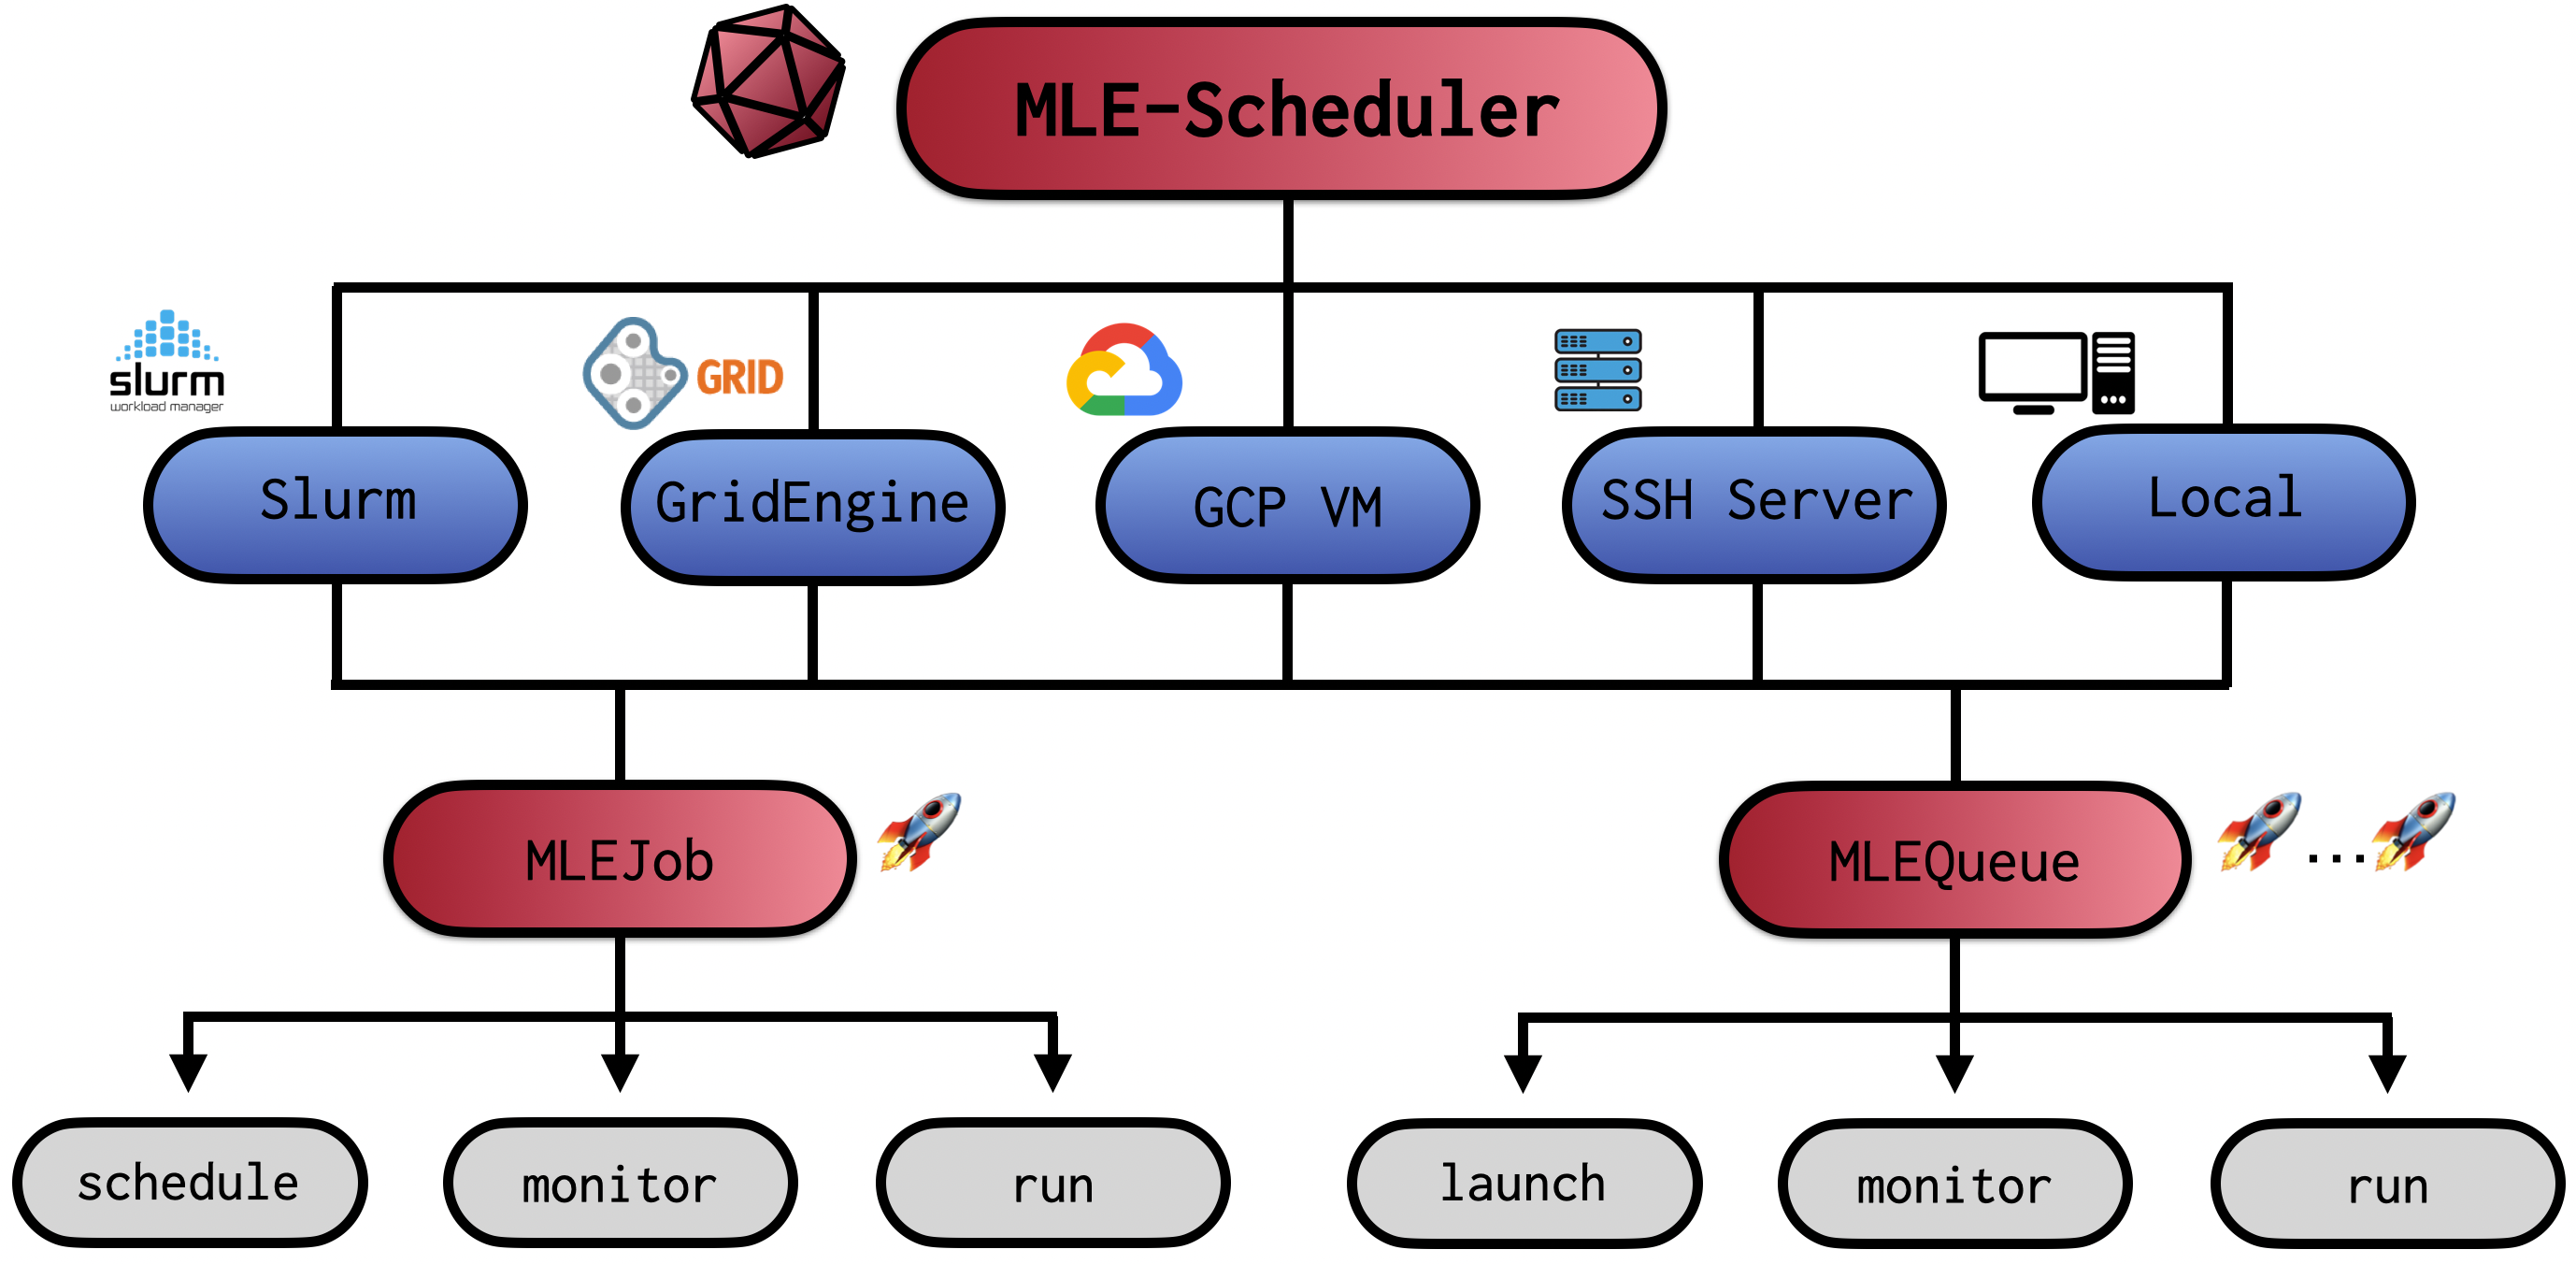 MLE-Scheduler
slurm
workload manager
GRID
Slurm
GridEngine
GCP VM
SSH Server
Local
MLEJob
MLEQueue
...
schedule
monitor
run
launch
monitor
run